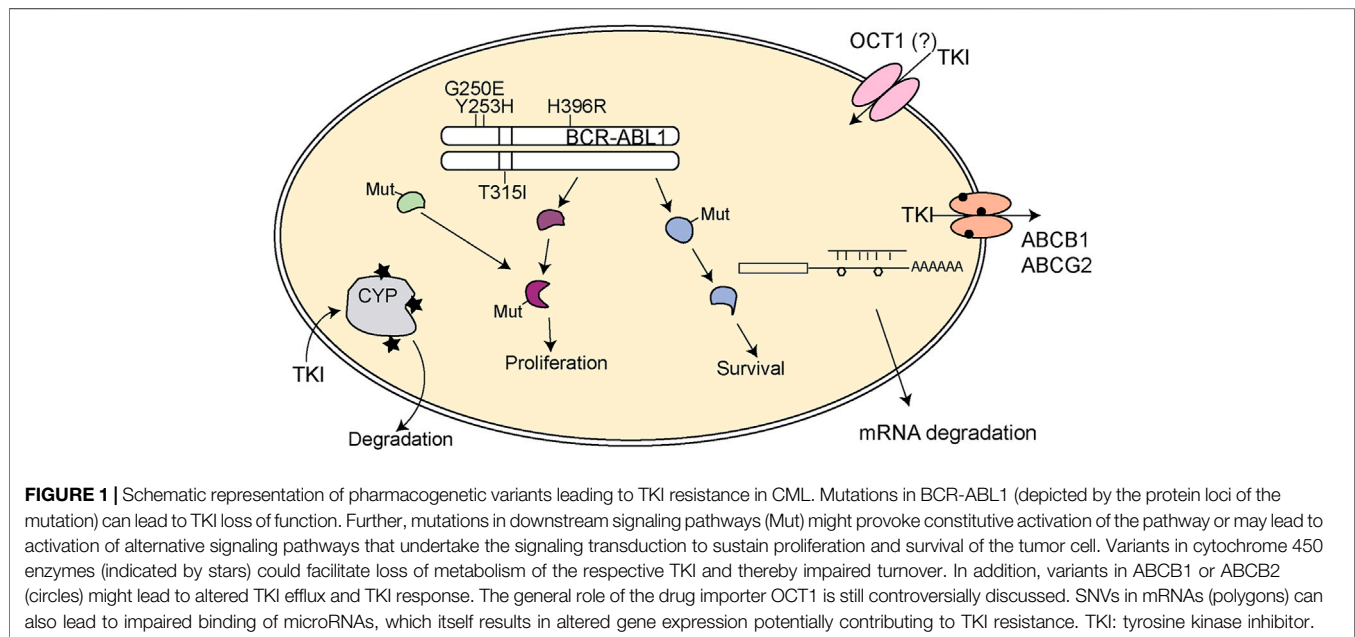 OCT1 (?)
TKI
G250E
Y253H
H396R
BCR-ABL1
T315I
Mut
Mut
TKI
ABCB1
ABCG2
AAAAAA
CYP
Mut
TKI
Proliferation
Survival
Degradation
mRNA degradation
FIGURE 1 | Schematic representation of pharmacogenetic variants leading to TKI resistance in CML. Mutations in BCR-ABL1 (depicted by the protein loci of the
mutation) can lead to TKI loss of function. Further, mutations in downstream signaling pathways (Mut) might provoke constitutive activation of the pathway or may lead to
activation of alternative signaling pathways that undertake the signaling transduction to sustain proliferation and survival of the tumor cell. Variants in cytochrome 450
enzymes (indicated by stars) could facilitate loss of metabolism of the respective TKI and thereby impaired turnover. In addition, variants in ABCB1 or ABCB2
(circles) might lead to altered TKI efflux and TKI response. The general role of the drug importer OCT1 is still controversially discussed. SNVs in mRNAs (polygons) can
also lead to impaired binding of microRNAs, which itself results in altered gene expression potentially contributing to TKI resistance. TKI: tyrosine kinase inhibitor.